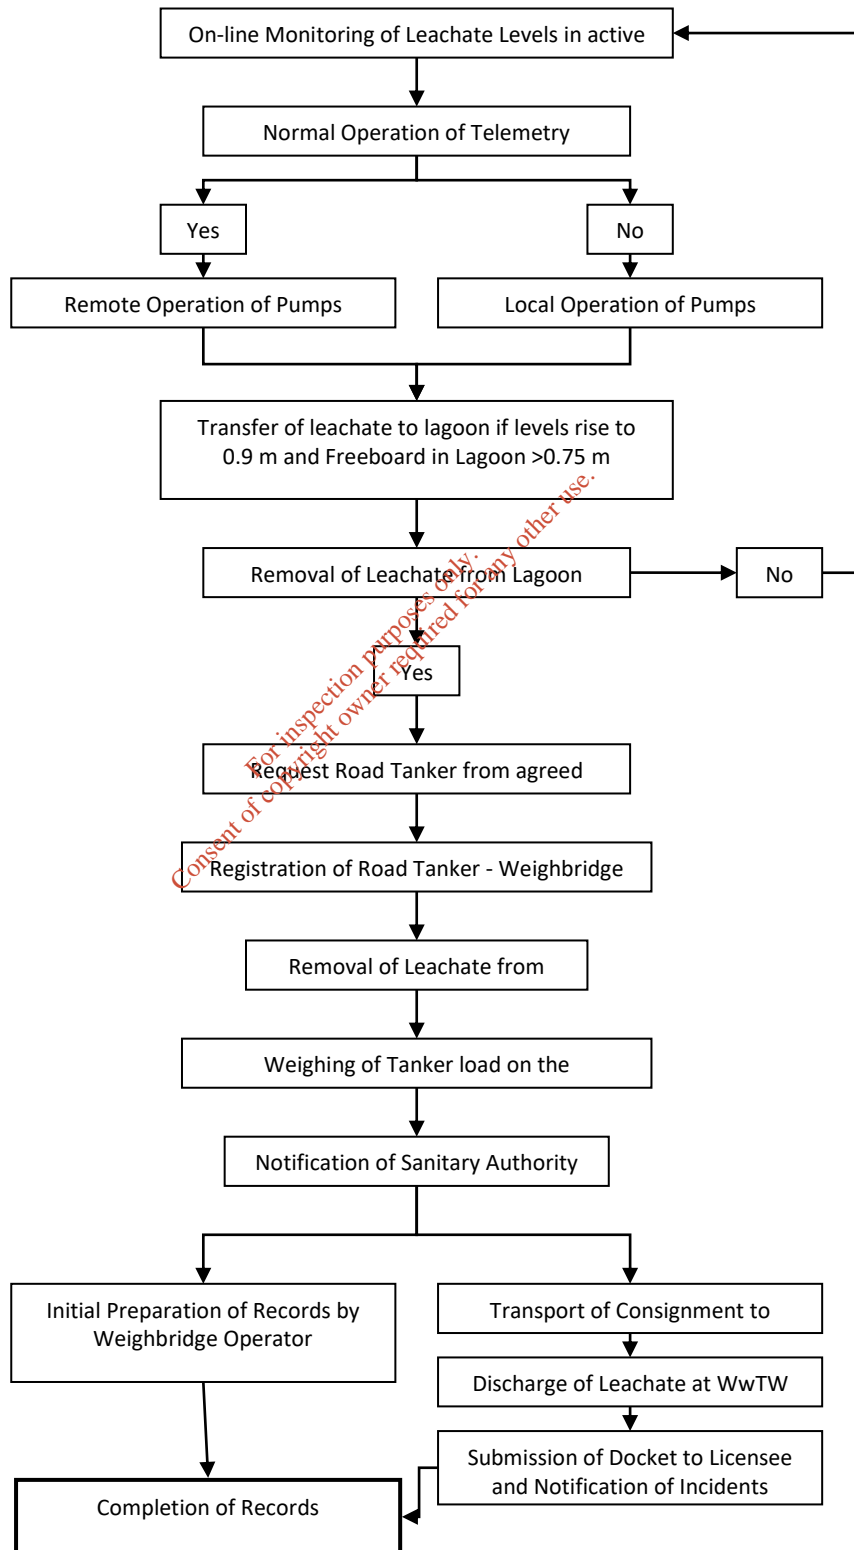 On-line Monitoring of Leachate Levels in active
Normal Operation of Telemetry
Yes
No
Remote Operation of Pumps
Local Operation of Pumps
Transfer of leachate to lagoon if levels rise to
0.9 m and Freeboard in Lagoon >0.75 m
Removal of Leachate from Lagoon
No
Yes
Request Road Tanker from agreed
Registration of Road Tanker - Weighbridge
Removal of Leachate from
Weighing of Tanker load on the
Notification of Sanitary Authority
Initial Preparation of Records by
Weighbridge Operator
Transport of Consignment to
Discharge of Leachate at WwTW
Submission of Docket to Licensee
and Notification of Incidents
Completion of Records
For inspection purposes only.
Consent of copyright owner required for any other use.